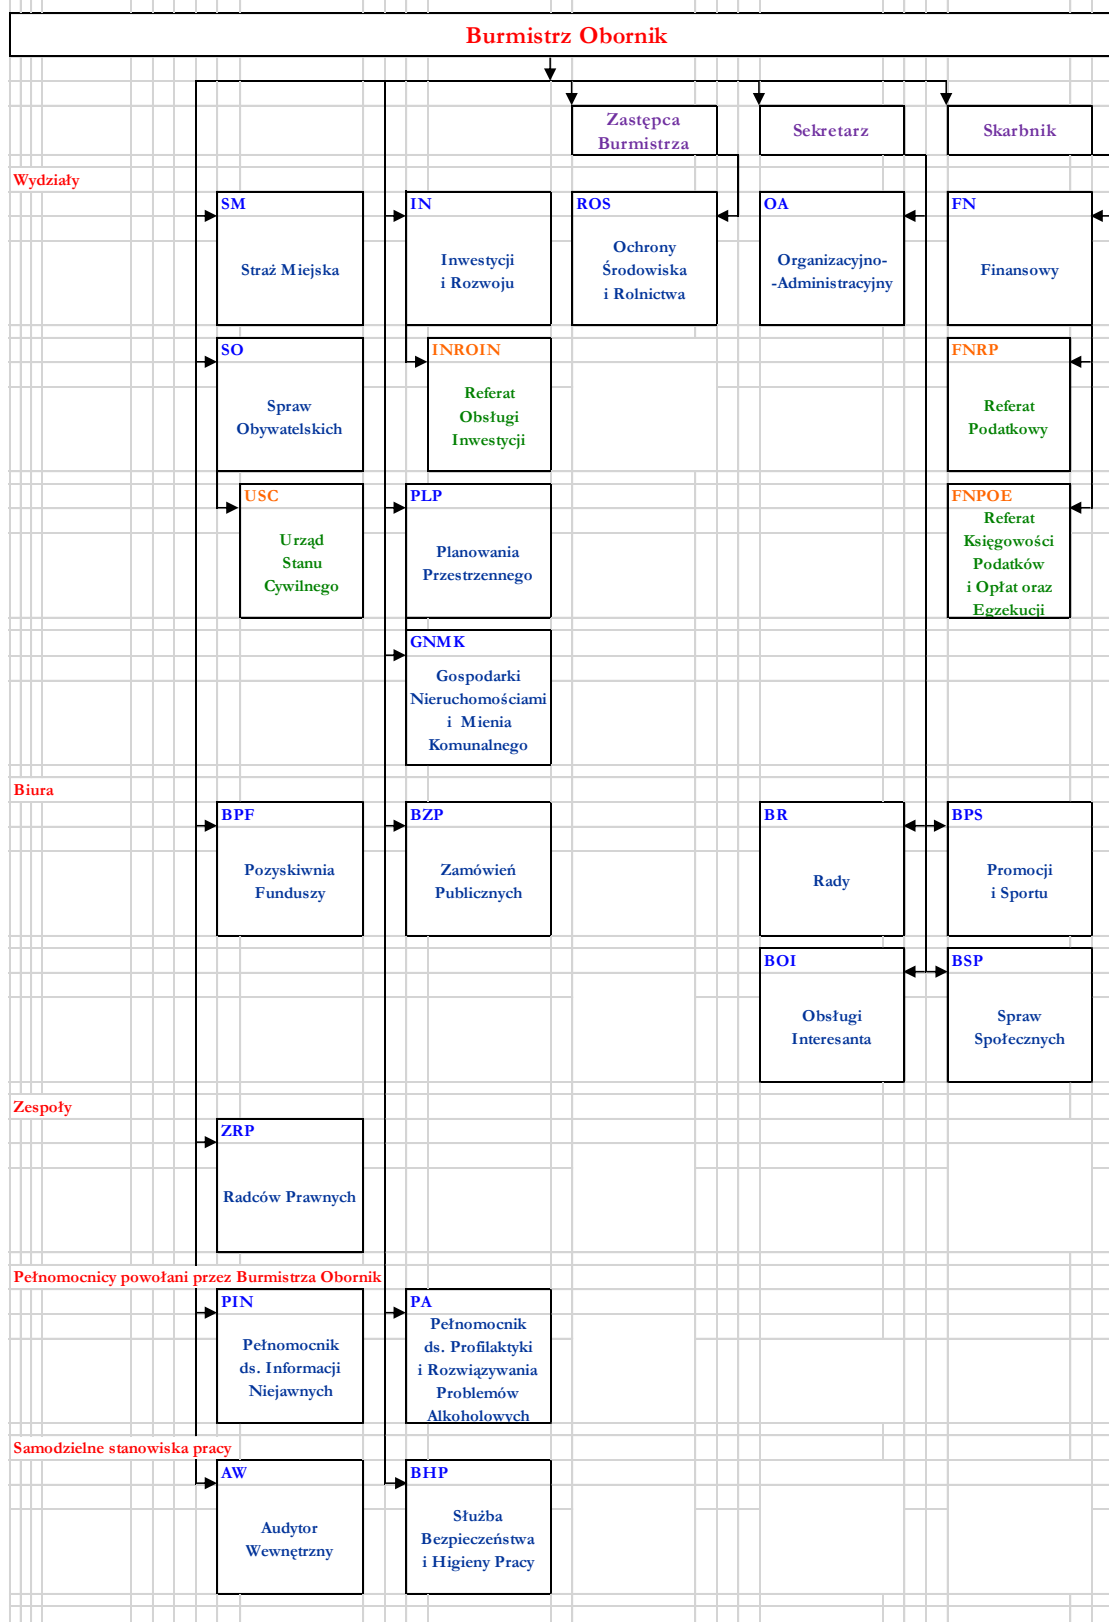 Burmistrz Obornik
Zastępca
Burmistrza
Sekretarz
Skarbnik
Wydziały
SM
Straż Miejska
IN
Inwestycji
i Rozwoju
ROS
Ochrony
Środowiska
i Rolnictwa
OA
Organizacyjno-
-Administracyjny
FN
Finansowy
SO
Spraw
Obywatelskich
INROIN
Referat
Obsługi
Inwestycji
FNRP
Referat
Podatkowy
USC
Urząd
Stanu
Cywilnego
PLP
Planowania
Przestrzennego
FNPOE
Referat
Księgowości
Podatków
i Opłat oraz
Egzekucji
GNMK
Gospodarki
Nieruchomościami
i Mienia
Komunalnego
Biura
BPF
Pozyskiwnia
Funduszy
BZP
Zamówień
Publicznych
BR
Rady
BPS
Promocji
i Sportu
BOI
Obsługi
Interesanta
BSP
Spraw
Społecznych
Zespoły
ZRP
Radców Prawnych
Pełnomocnicy powołani przez Burmistrza Obornik
PIN
Pełnomocnik
ds. Informacji
Niejawnych
PA
Pełnomocnik
ds. Profilaktyki
i Rozwiązywania
Problemów
Alkoholowych
Samodzielne stanowiska pracy
AW
Audytor
Wewnętrzny
BHP
Służba
Bezpieczeństwa
i Higieny Pracy